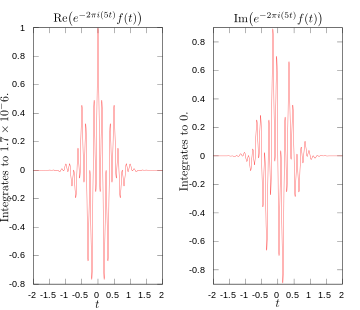 Re(e^{-2πi(5t)}f(t))
1
0.8
0.6
0.4
0.2
0
-0.2
-0.4
-0.6
-0.8
-2 -1.5 -1 -0.5 0 0.5 1 1.5 2
t
Integrates to 1.7 × 10^-6.
Im(e^{-2πi(5t)}f(t))
0.8
0.6
0.4
0.2
0
-0.2
-0.4
-0.6
-0.8
-2 -1.5 -1 -0.5 0 0.5 1 1.5 2
t
Integrates to 0.